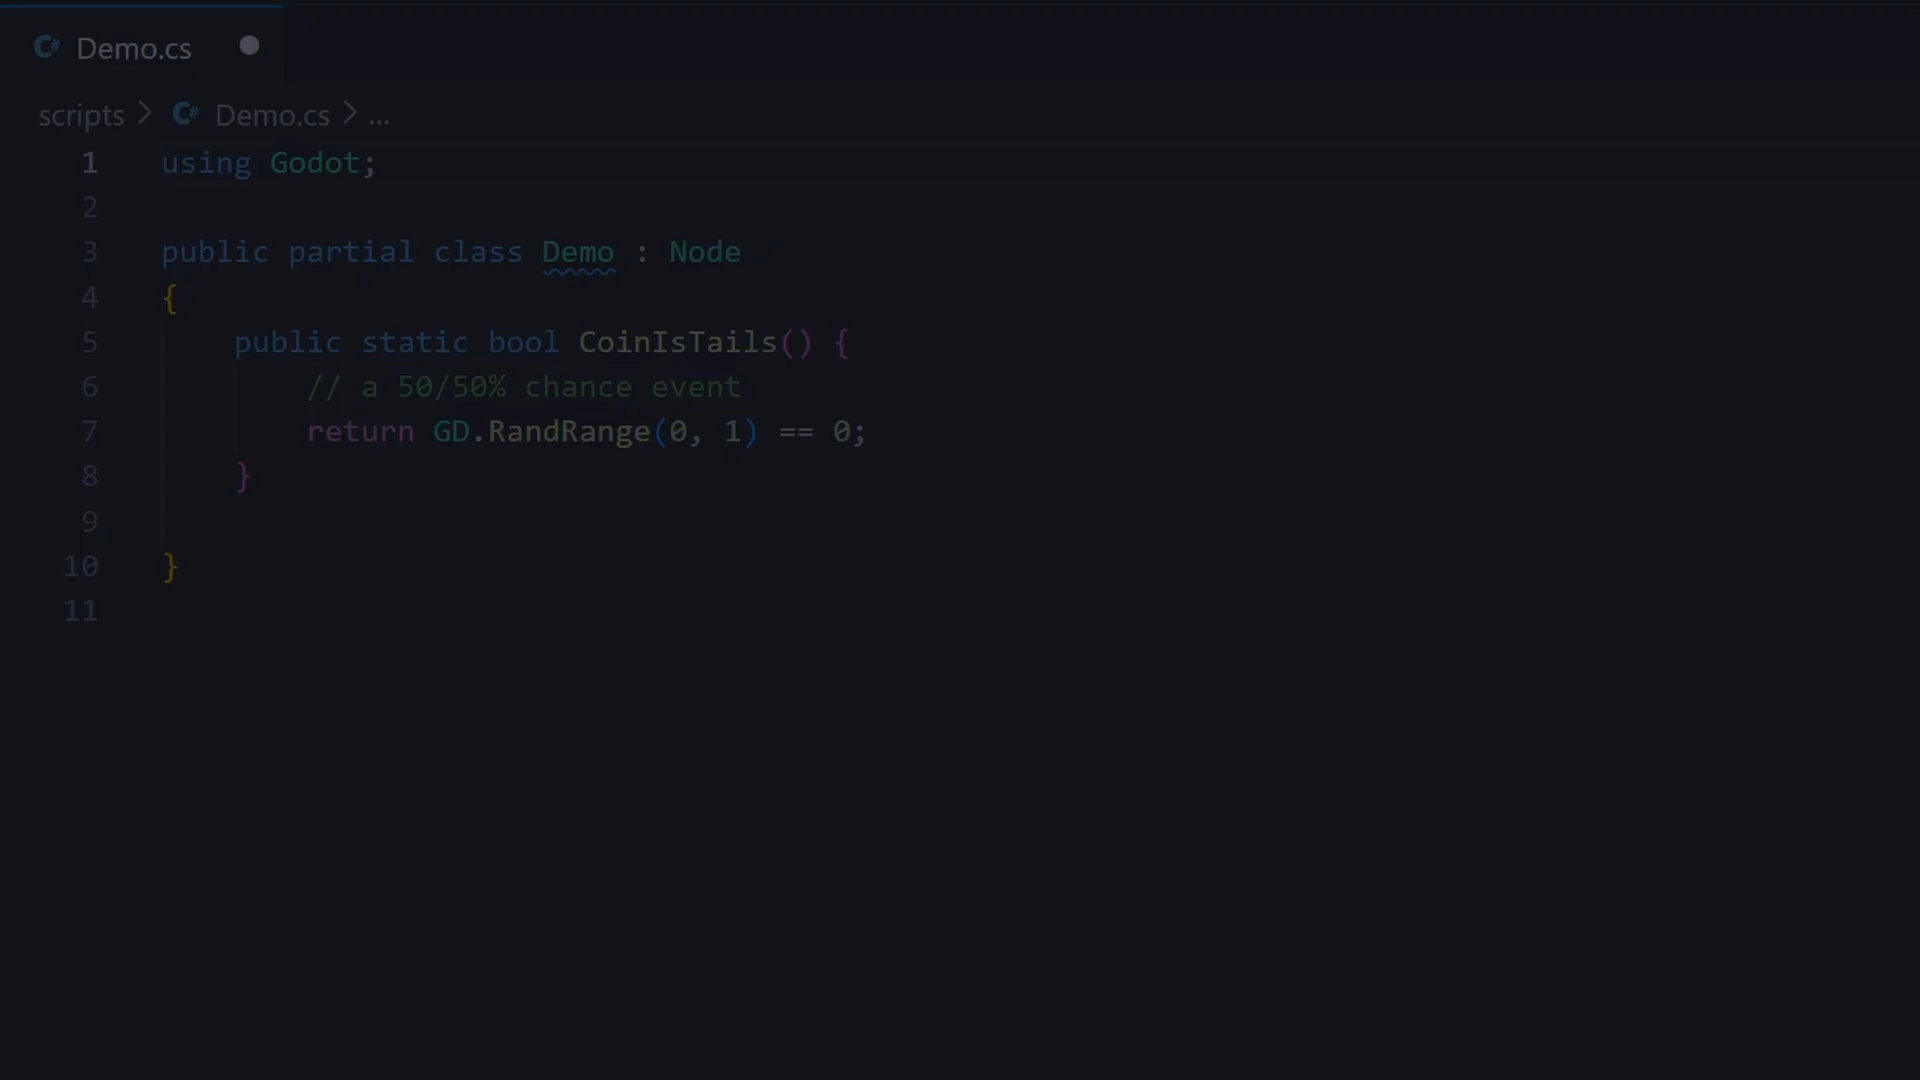 C# Demo.cs
scripts > C# Demo.cs > ...
1 using Godot;
2
3 public partial class Demo : Node
4 {
5 public static bool CoinIsTails() {
6 // a 50/50% chance event
7 return GD.RandRange(0, 1) == 0;
8 }
9
10 }
11